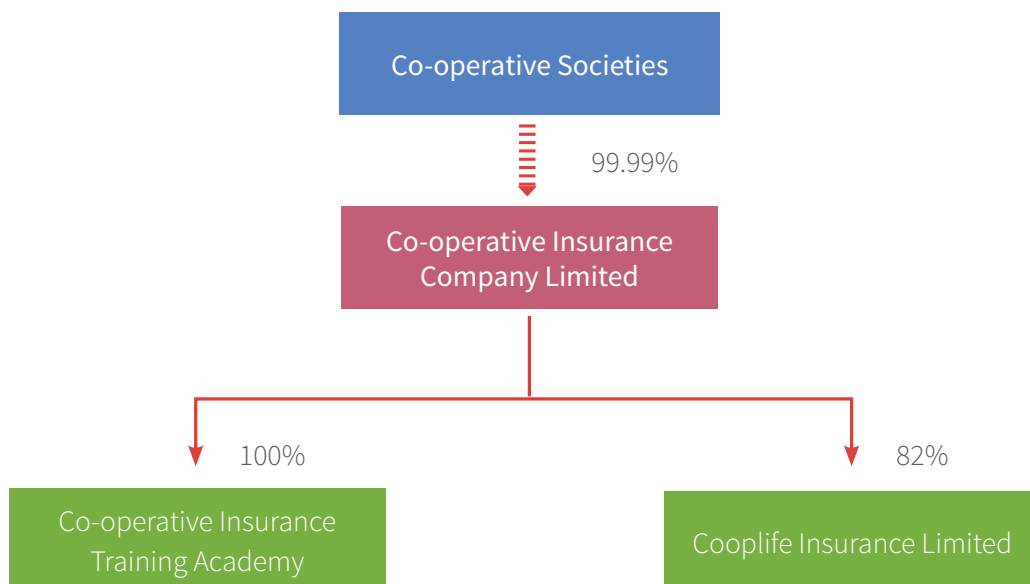 Co-operative Societies
99.99%
Co-operative Insurance
Company Limited
100%
82%
Co-operative Insurance
Training Academy
Cooplife Insurance Limited